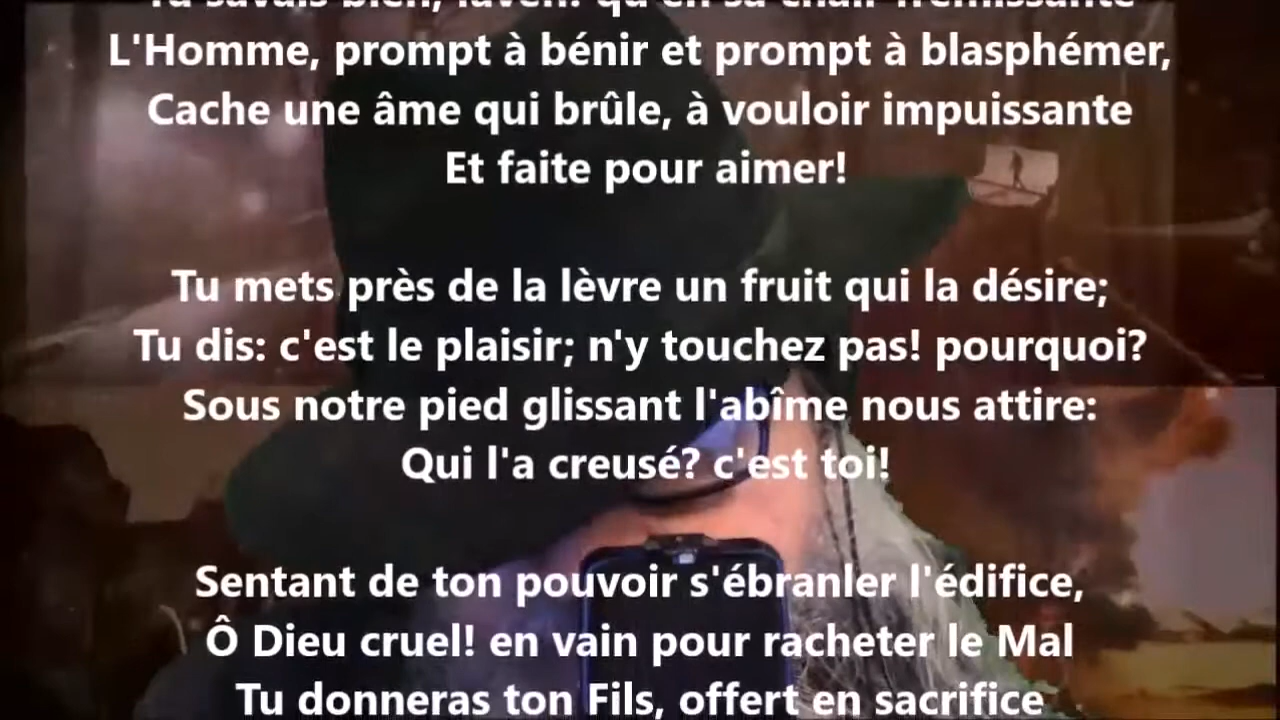 L'Homme, prompt à bénir et prompt à blasphémer,
Cache une âme qui brûle, à vouloir impuissante
Et faite pour aimer!
Tu mets près de la lèvre un fruit qui la désire;
Tu dis: c'est le plaisir; n'y touchez pas! pourquoi?
Sous notre pied glissant l'abîme nous attire:
Qui l'a creusé? c'est toi!
Sentant de ton pouvoir s'ébranler l'édifice,
Ô Dieu cruel! en vain pour racheter le Mal
Tu donneras ton Fils, offert en sacrifice